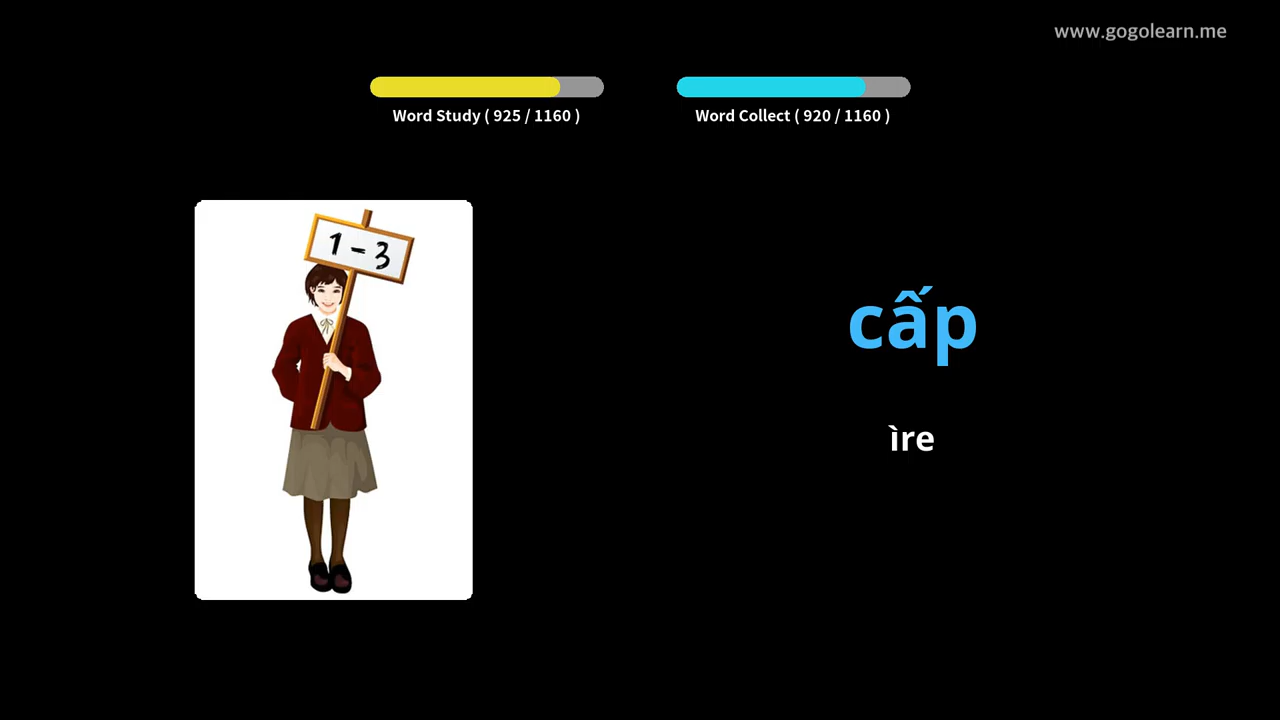 www.gogolearn.me
Word Study ( 925 / 1160 )
Word Collect ( 920 / 1160 )
1 - 3
cấp
ìre